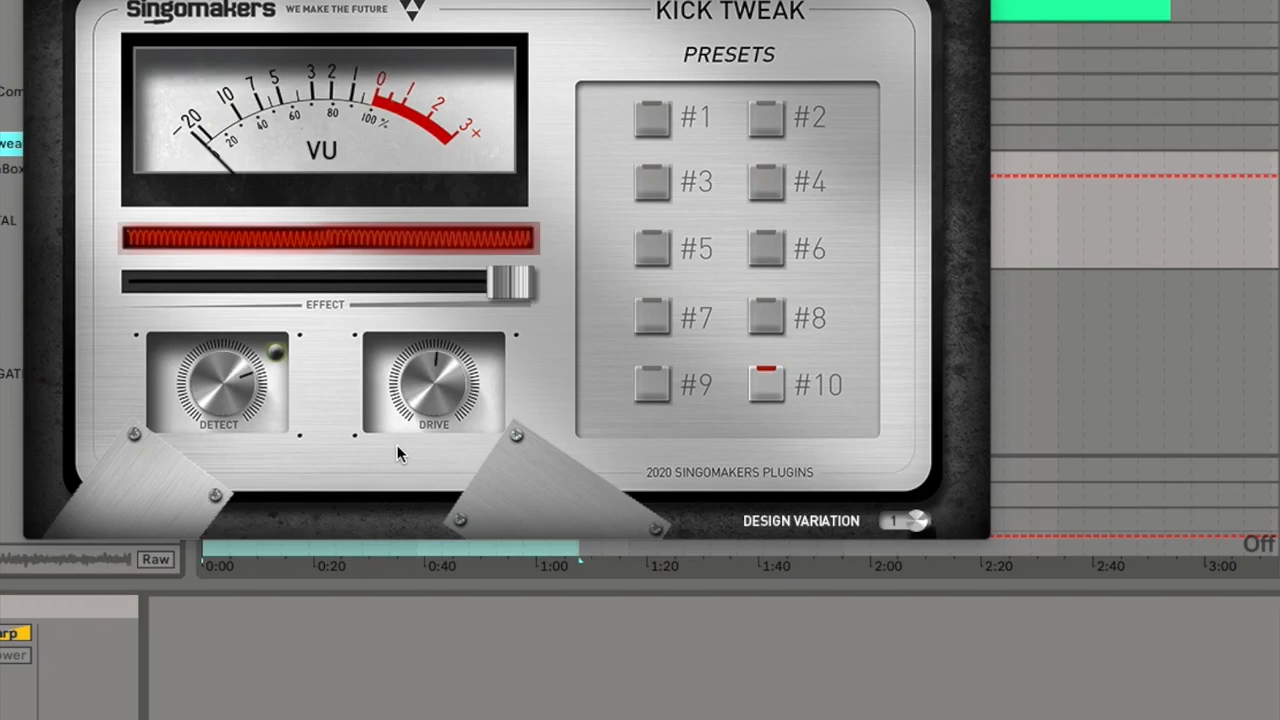 Singomakers WE MAKE THE FUTURE
KICK TWEAK
PRESETS
-20 10 7 5 3 2 1 0 1 2 3+
20 40 60 80 100 %
VU
#1 #2
#3 #4
#5 #6
#7 #8
#9 #10
EFFECT
DETECT DRIVE
2020 SINGOMAKERS PLUGINS
DESIGN VARIATION 1
Off
Raw
0:00 0:20 0:40 1:00 1:20 1:40 2:00 2:20 2:40 3:00